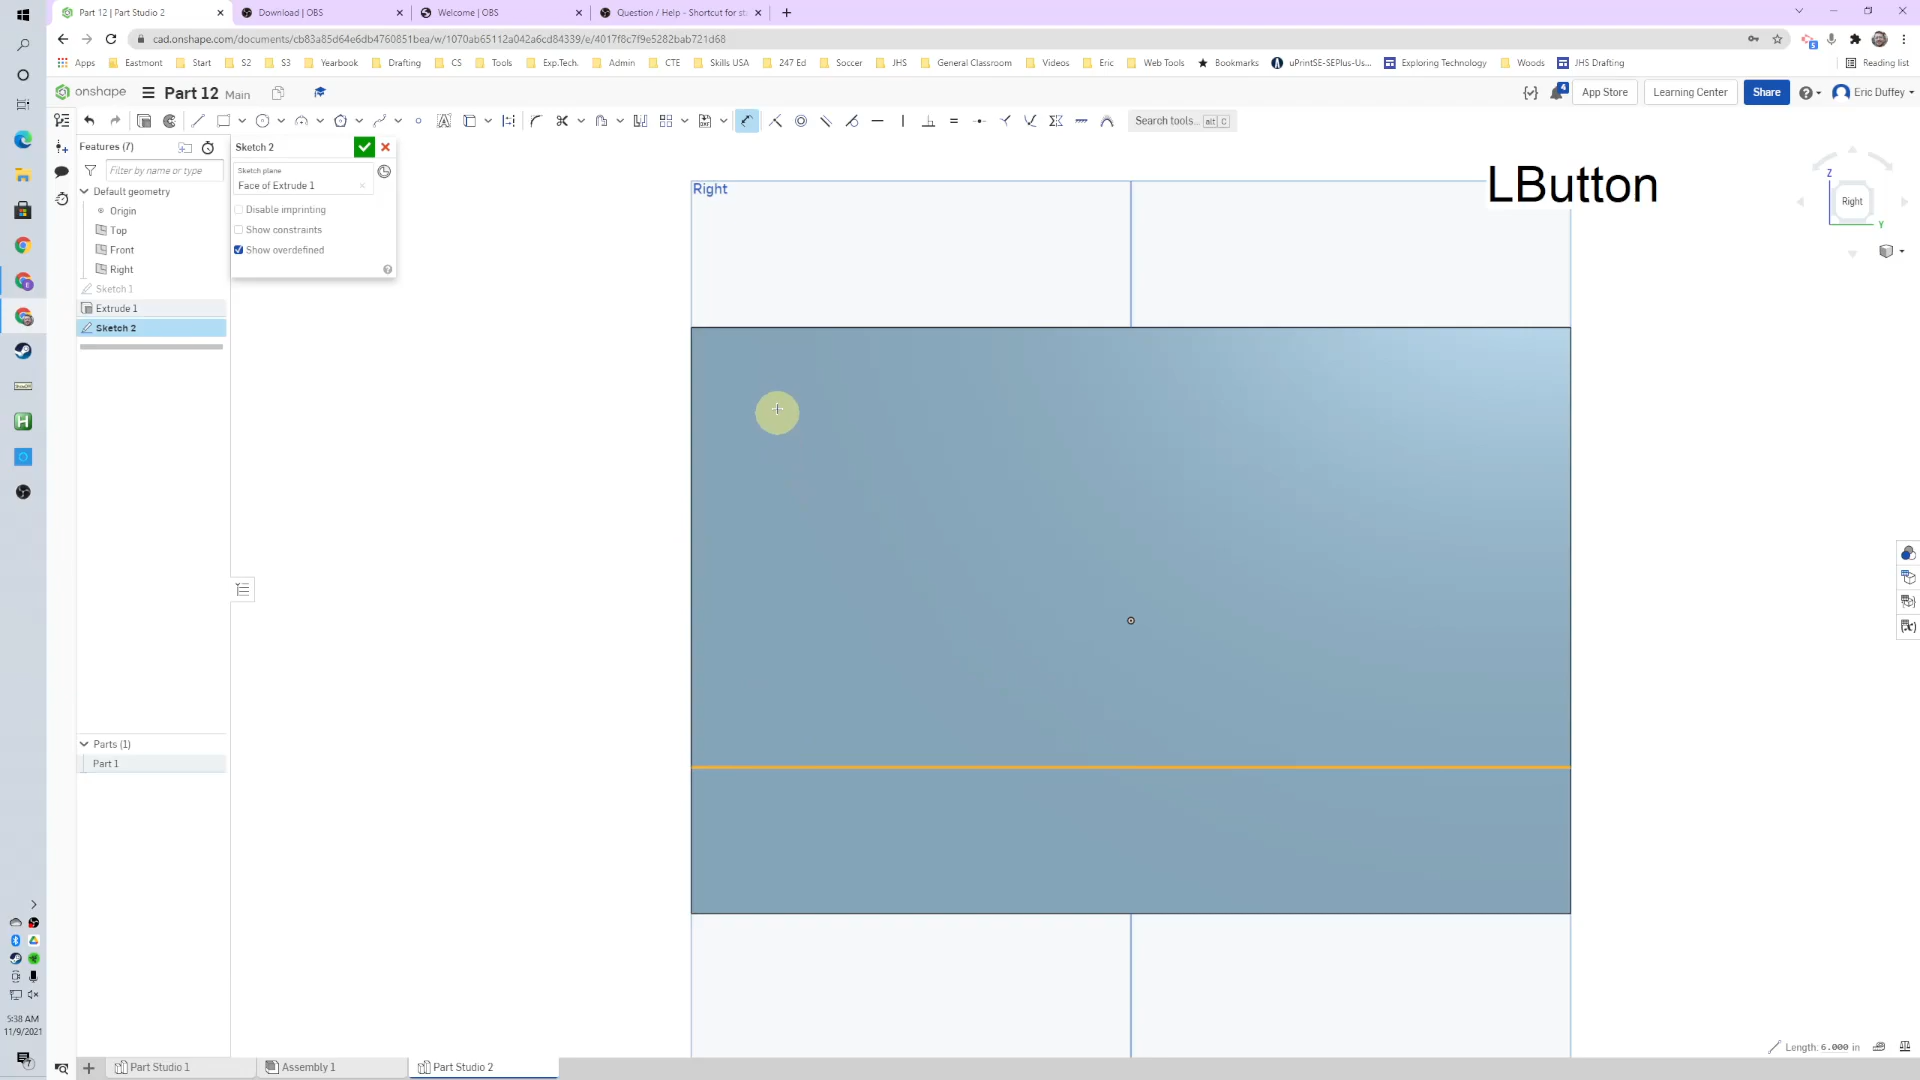 Part 12 | Part Studio 2
Download | OBS
Welcome | OBS
Question / Help - Shortcut for st
cad.onshape.com/documents/cb83a85d64e6db4760851bea/w/1070ab65112a042a6cd84339/e/4017f8c7f9e5282bab721d68
Apps
Eastmont
Start
S2
S3
Yearbook
Drafting
CS
Tools
Exp.Tech.
Admin
CTE
Skills USA
247 Ed
Soccer
JHS
General Classroom
Videos
Eric
Web Tools
Bookmarks
uPrintSE-SEPlus-Us...
Exploring Technology
Woods
JHS Drafting
Reading list
onshape
Part 12 Main
4
App Store
Learning Center
Share
Eric Duffey
Search tools... alt C
Features (7)
Filter by name or type
Default geometry
Origin
Top
Front
Right
Sketch 1
Extrude 1
Sketch 2
Sketch 2
Sketch plane
Face of Extrude 1
Disable imprinting
Show constraints
Show overdefined
Right
LButton
Z
Right
Y
Parts (1)
Part 1
Length: 6.000 in
5:38 AM
11/9/2021
Part Studio 1
Assembly 1
Part Studio 2